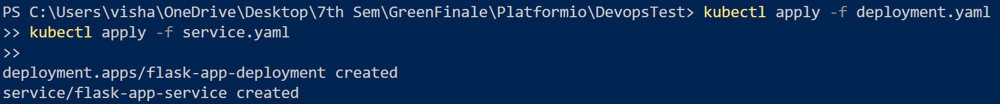 PS C:\Users\visha\OneDrive\Desktop\7th Sem\GreenFinale\Platformio\DevopsTest> kubectl apply -f deployment.yaml
>> kubectl apply -f service.yaml
>>
deployment.apps/flask-app-deployment created
service/flask-app-service created